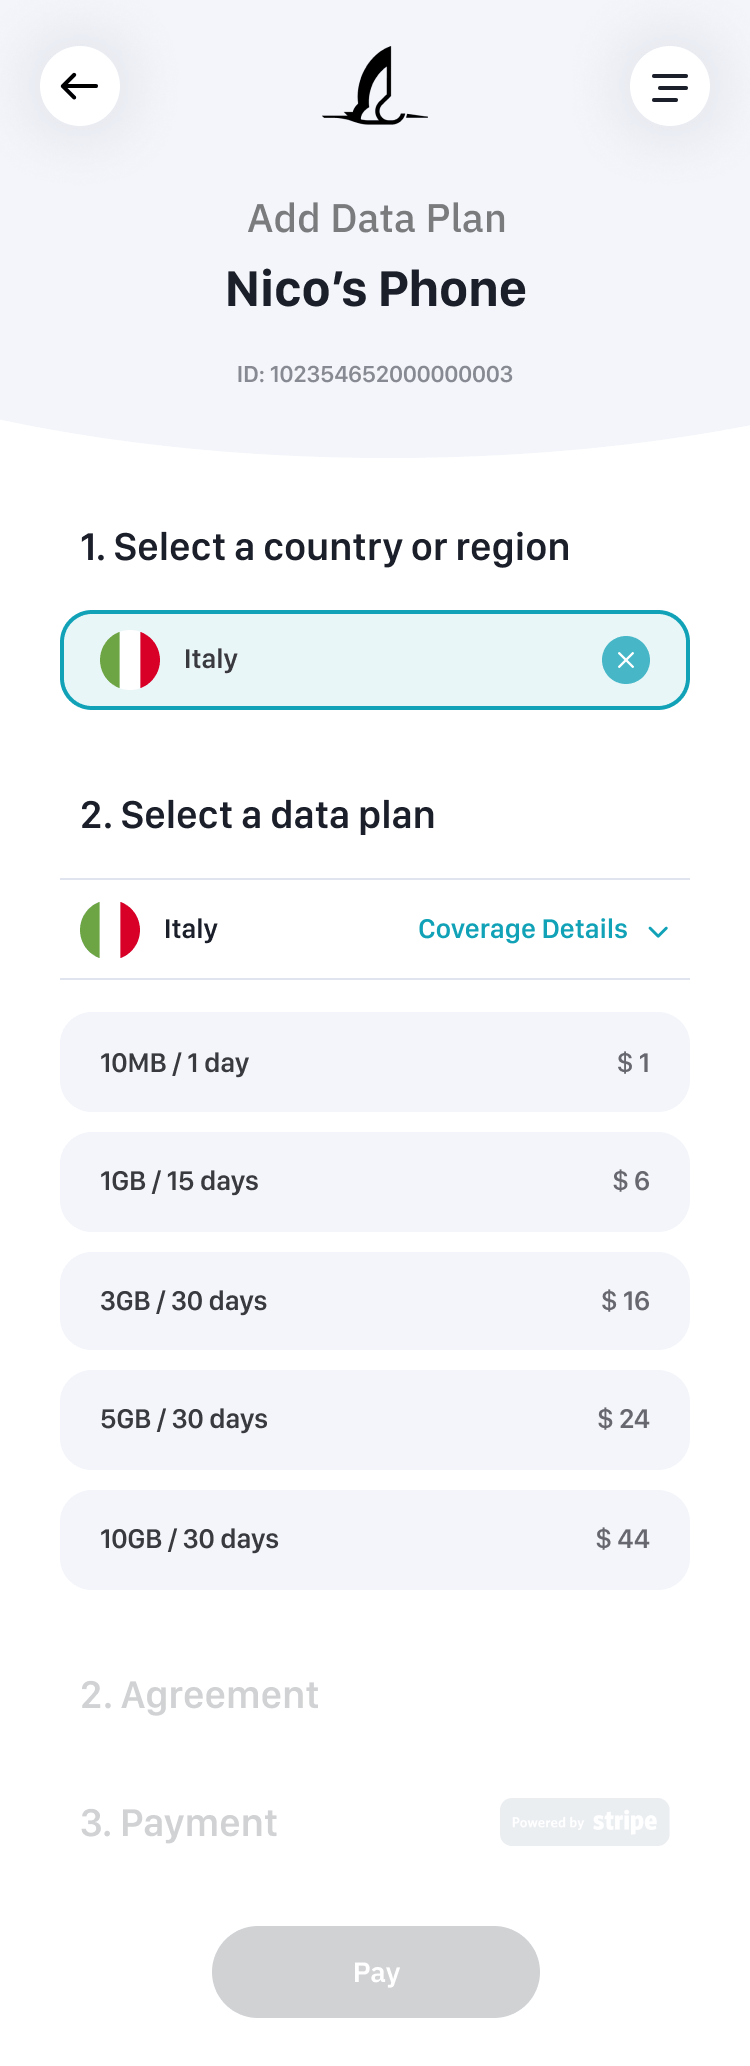 Add Data Plan
Nico’s Phone
ID: 102354652000000003
1. Select a country or region
Italy
2. Select a data plan
Italy
Coverage Details
10MB / 1 day
$ 1
1GB / 15 days
$ 6
3GB / 30 days
$ 16
5GB / 30 days
$ 24
10GB / 30 days
$ 44
2. Agreement
3. Payment
Powered by stripe
Pay